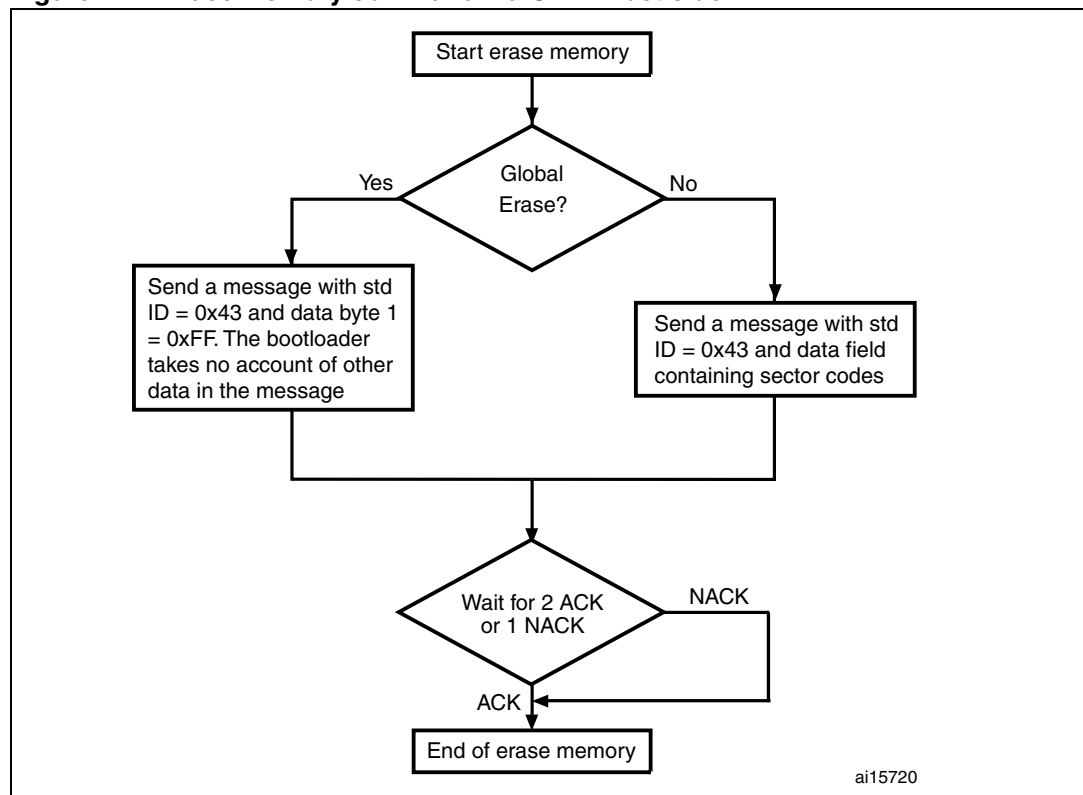 Start erase memory
Global
Erase?
Yes
No
Send a message with std
ID = 0x43 and data byte 1
= 0xFF. The bootloader
takes no account of other
data in the message
Send a message with std
ID = 0x43 and data field
containing sector codes
Wait for 2 ACK
or 1 NACK
NACK
ACK
End of erase memory
ai15720